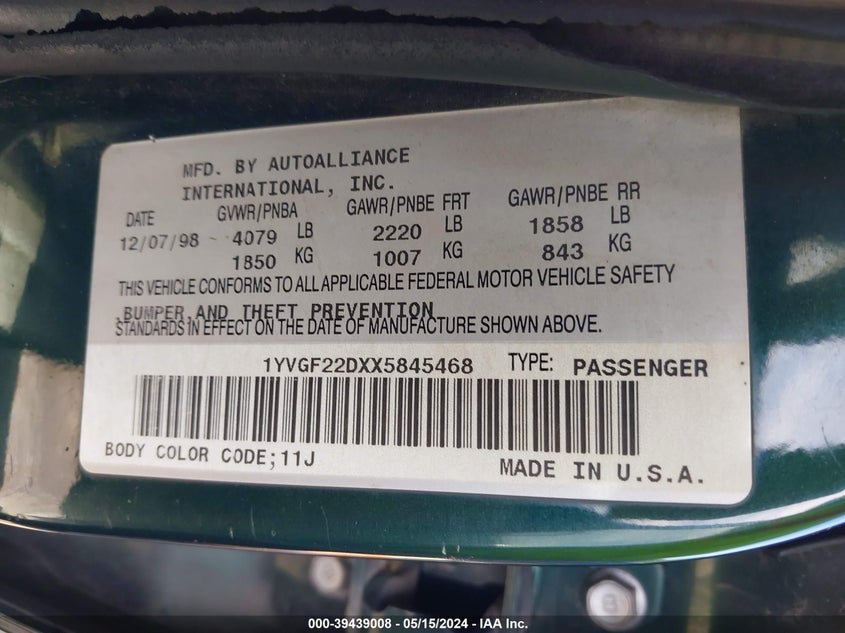 MFD. BY AUTOALLIANCE
INTERNATIONAL, INC.
DATE GVWR/PNBA GAWR/PNBE FRT GAWR/PNBE RR
12/07/98 4079 LB 2220 LB 1858 LB
1850 KG 1007 KG 843 KG
THIS VEHICLE CONFORMS TO ALL APPLICABLE FEDERAL MOTOR VEHICLE SAFETY
,BUMPER,AND THEFT PREVENTION
STANDARDS IN EFFECT ON THE DATE OF MANUFACTURE SHOWN ABOVE.
1YVGF22DXX5845468 TYPE: PASSENGER
BODY COLOR CODE;11J MADE IN U.S.A.
000-39439008 - 05/15/2024 - IAA Inc.